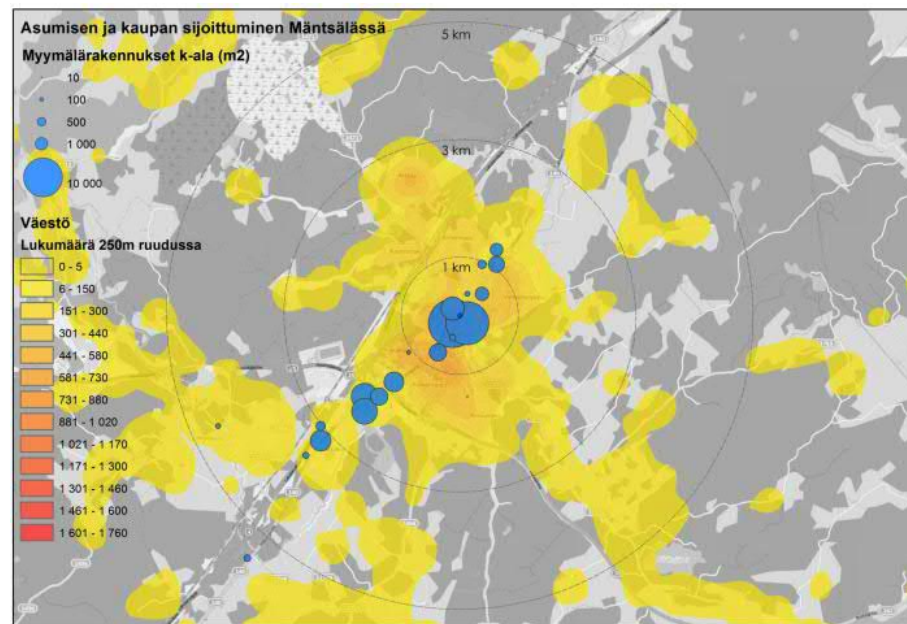 Asumisen ja kaupan sijoittuminen Mäntsälässä
Myymälärakennukset k-ala (m2)
10
100
500
1 000
10 000
Väestö
Lukumäärä 250m ruudussa
0 - 5
6 - 150
151 - 300
301 - 440
441 - 580
581 - 730
731 - 860
881 - 1 020
1 021 - 1 170
1 171 - 1 300
1 301 - 1 460
1 461 - 1 600
1 601 - 1 760
5 km
3 km
1 km